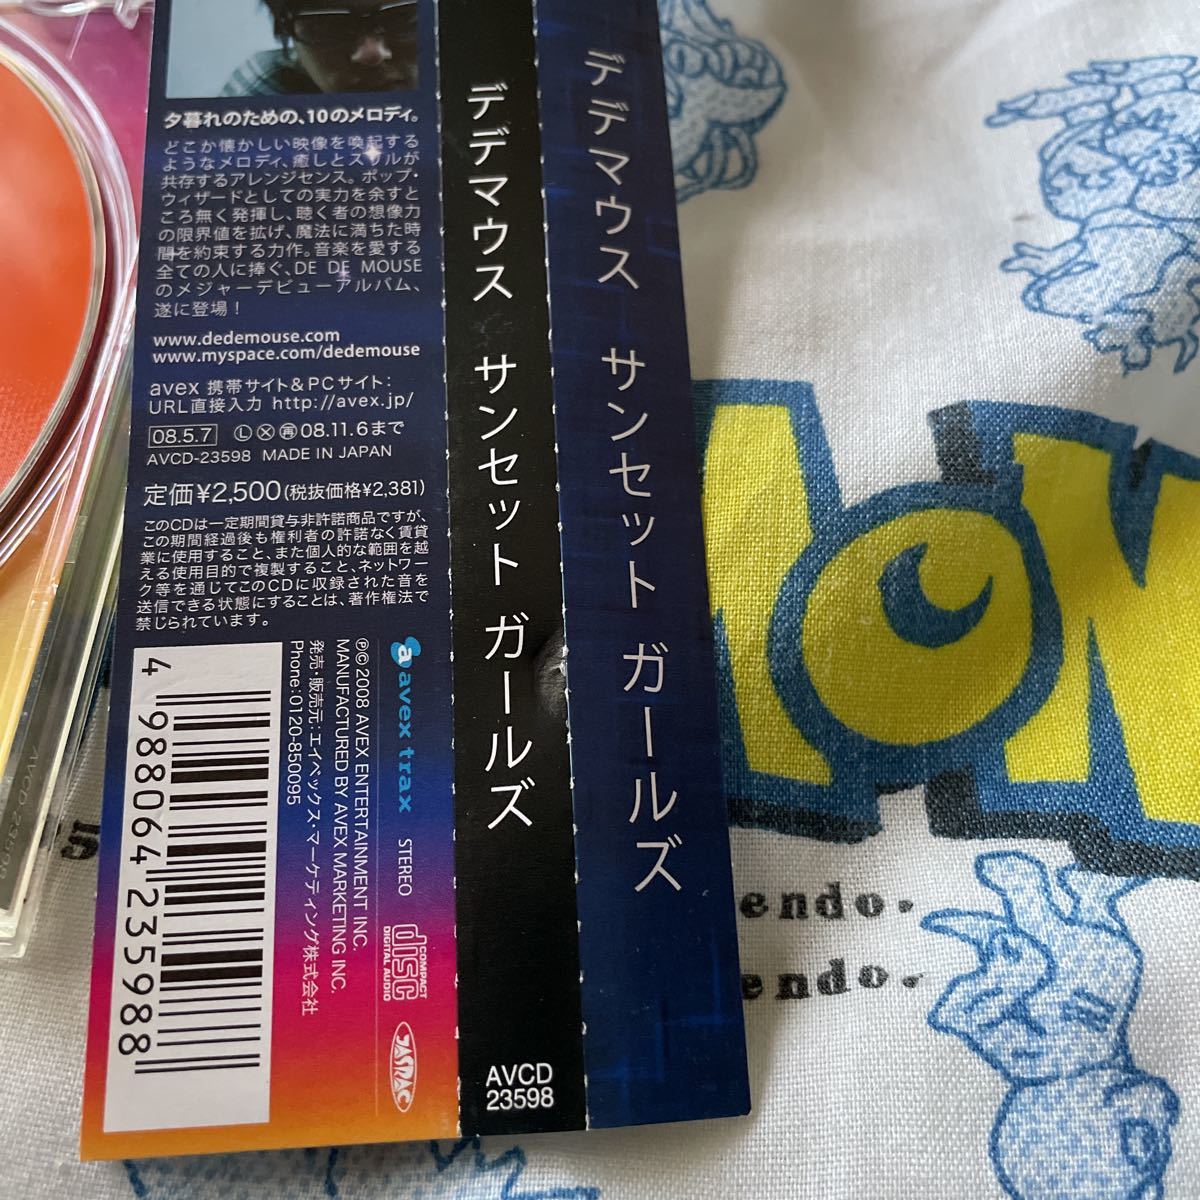 夕暮れのための、10のメロディ。
どこか懐かしい映像を喚起する
ようなメロディ、癒しとスリルが
共存するアレンジセンス。ポップ・
ウィザードとしての実力を余すと
ころ無く発揮し、聴く者の想像力
の限界値を拡げ、魔法に満ちた時
間を約束する力作。音楽を愛する
全ての人に捧ぐ、DE DE MOUSE
のメジャーデビューアルバム、
遂に登場！
www.dedemouse.com
www.myspace.com/dedemouse
avex 携帯サイト&PCサイト：
URL直接入力 http://avex.jp/
08.5.7 Ⓛ Ⓧ 再 08.11.6まで
AVCD-23598 MADE IN JAPAN
定価¥2,500(税抜価格¥2,381)
このCDは一定期間貸与非許諾商品ですが、
この期間経過後も権利者の許諾なく賃貸
業に使用すること、また個人的な範囲を越
える使用目的で複製すること、ネットワー
ク等を通じてこのCDに収録された音を
送信できる状態にすることは、著作権法で
禁じられています。
4 988064 235988
avex trax
℗© 2008 AVEX ENTERTAINMENT INC.
MANUFACTURED BY AVEX MARKETING INC.
発売・販売元：エイベックス・マーケティング株式会社
Phone:0120-850095
STEREO
COMPACT
disc
DIGITAL AUDIO
JASRAC
デデマウス サンセット ガールズ
AVCD
23598
デデマウス サンセット ガールズ
AVCD-23598
MON
endo.
endo.